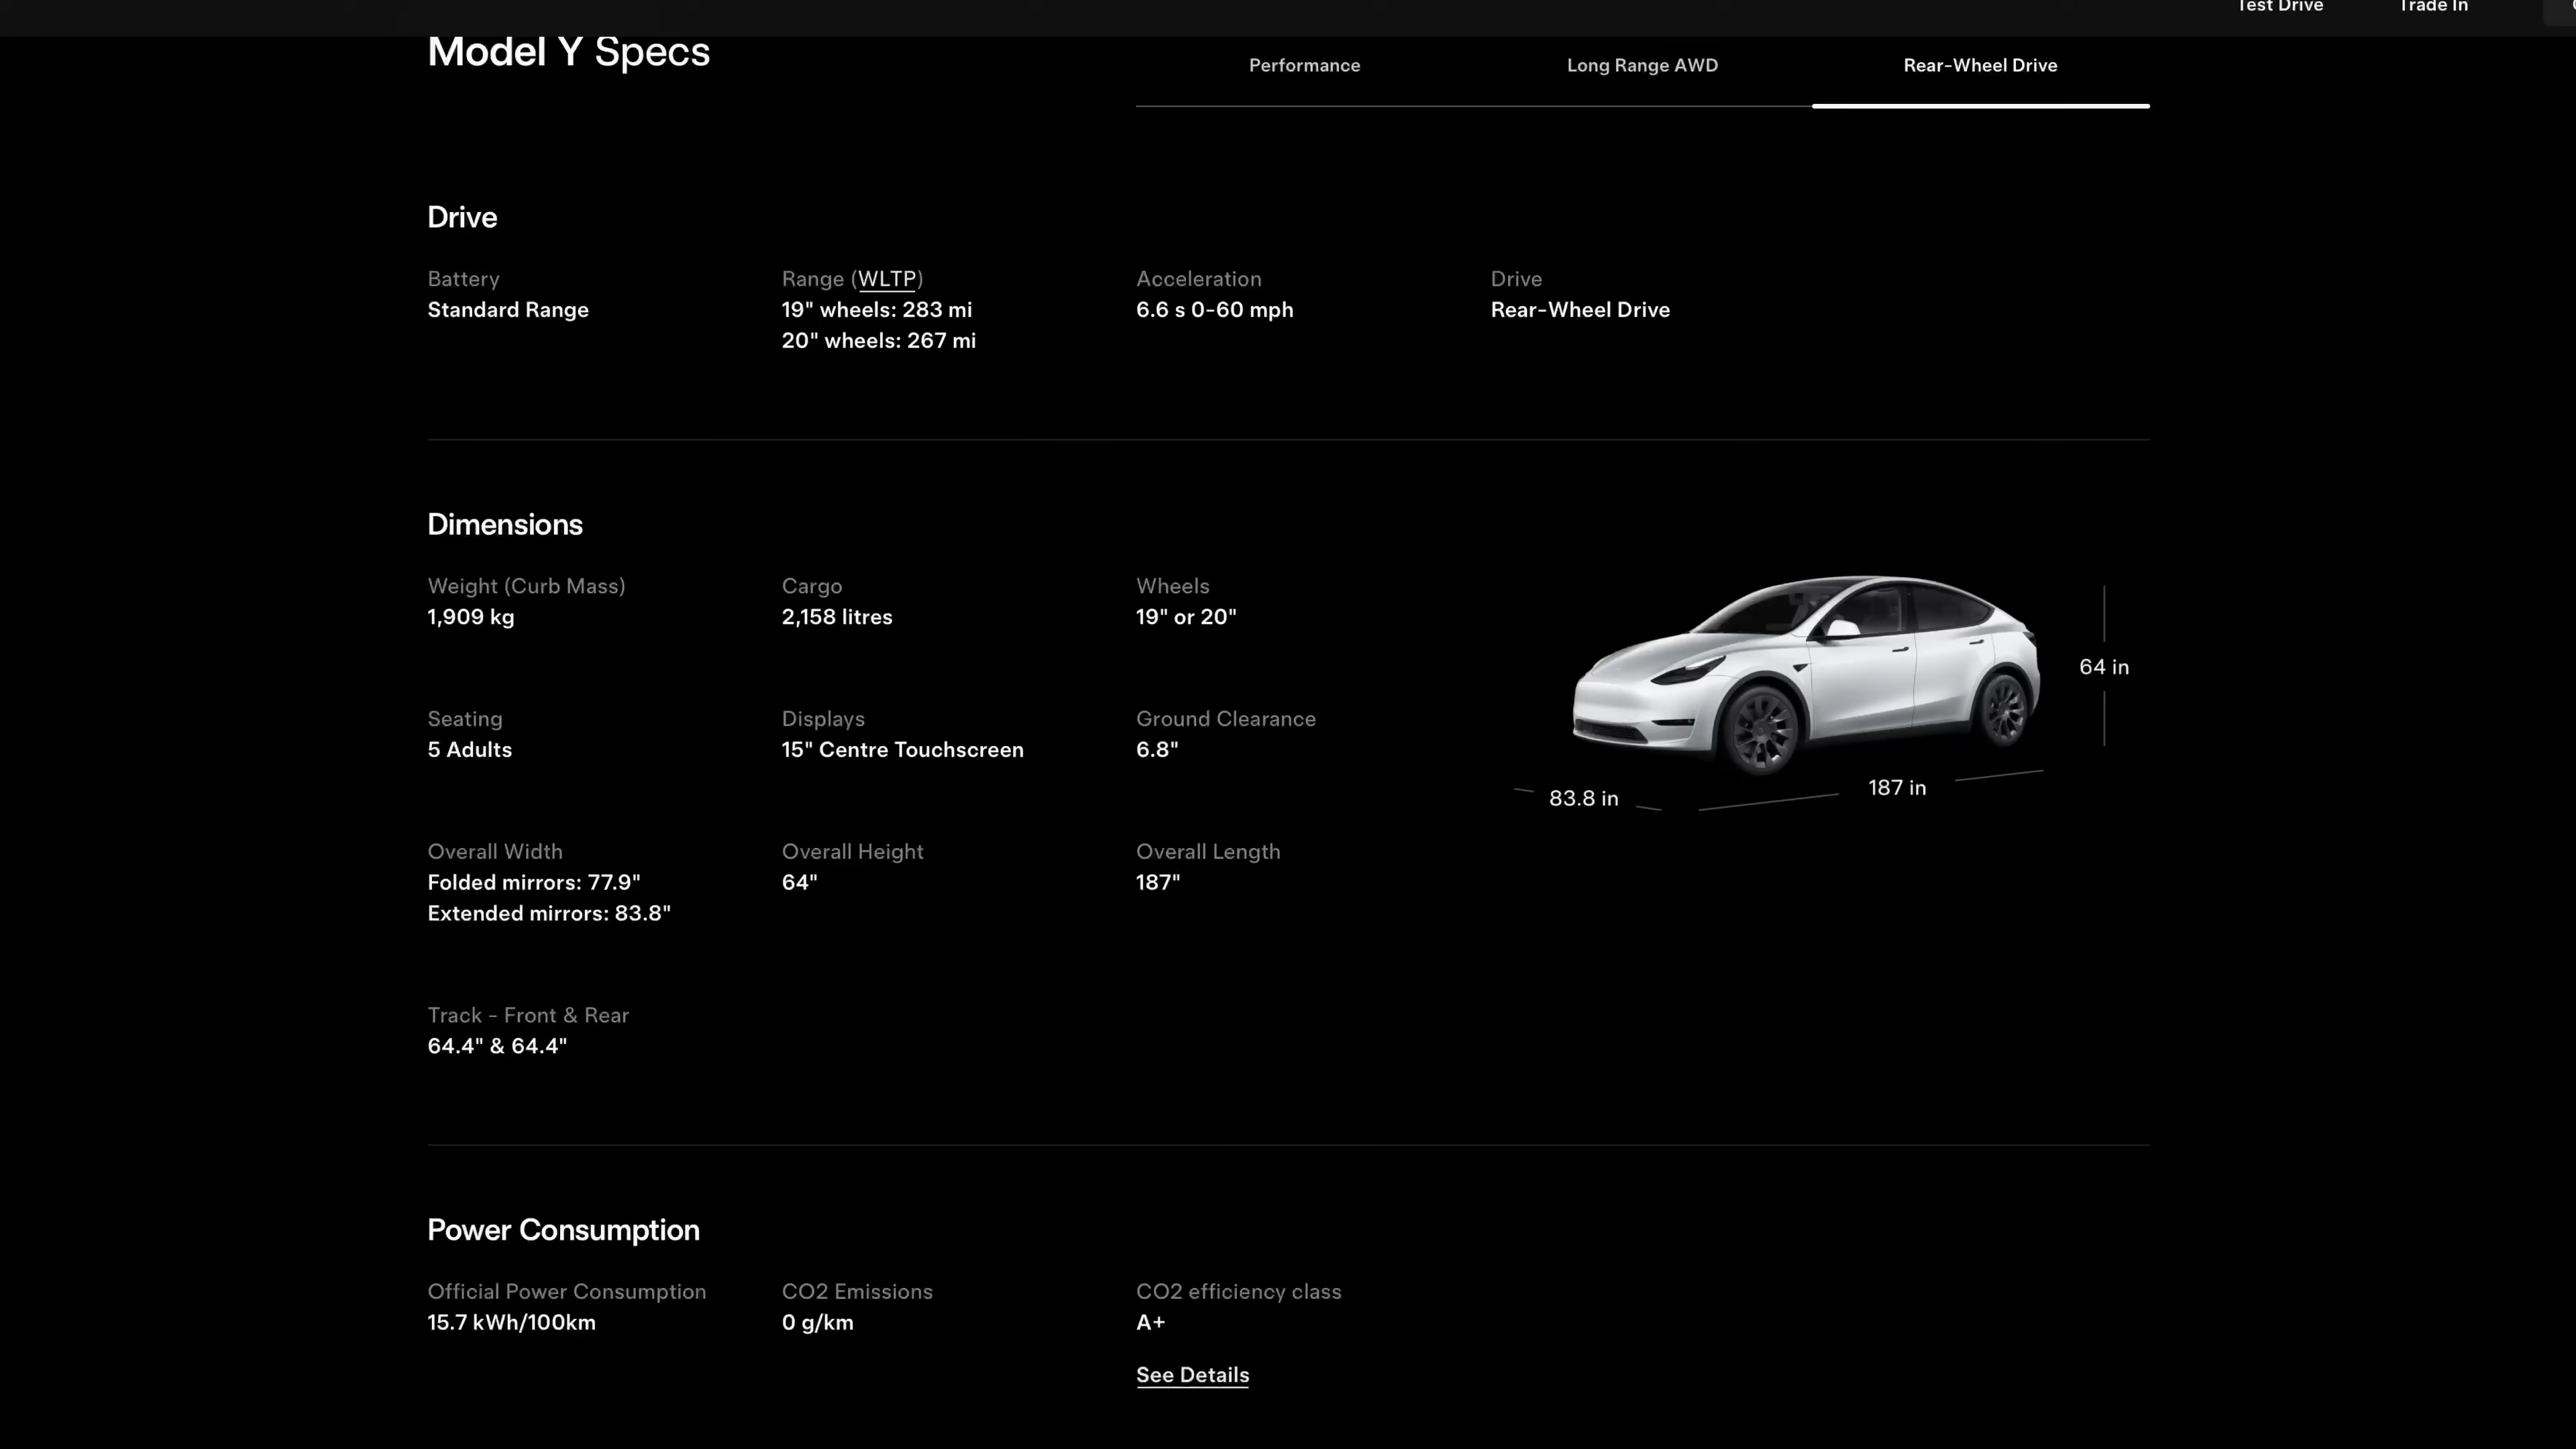 Test Drive
Trade In
Model Y Specs
Performance
Long Range AWD
Rear-Wheel Drive
Drive
Battery
Standard Range
Range (WLTP)
19" wheels: 283 mi
20" wheels: 267 mi
Acceleration
6.6 s 0-60 mph
Drive
Rear-Wheel Drive
Dimensions
Weight (Curb Mass)
1,909 kg
Cargo
2,158 litres
Wheels
19" or 20"
Seating
5 Adults
Displays
15" Centre Touchscreen
Ground Clearance
6.8"
Overall Width
Folded mirrors: 77.9"
Extended mirrors: 83.8"
Overall Height
64"
Overall Length
187"
Track - Front & Rear
64.4" & 64.4"
64 in
83.8 in
187 in
Power Consumption
Official Power Consumption
15.7 kWh/100km
CO2 Emissions
0 g/km
CO2 efficiency class
A+
See Details